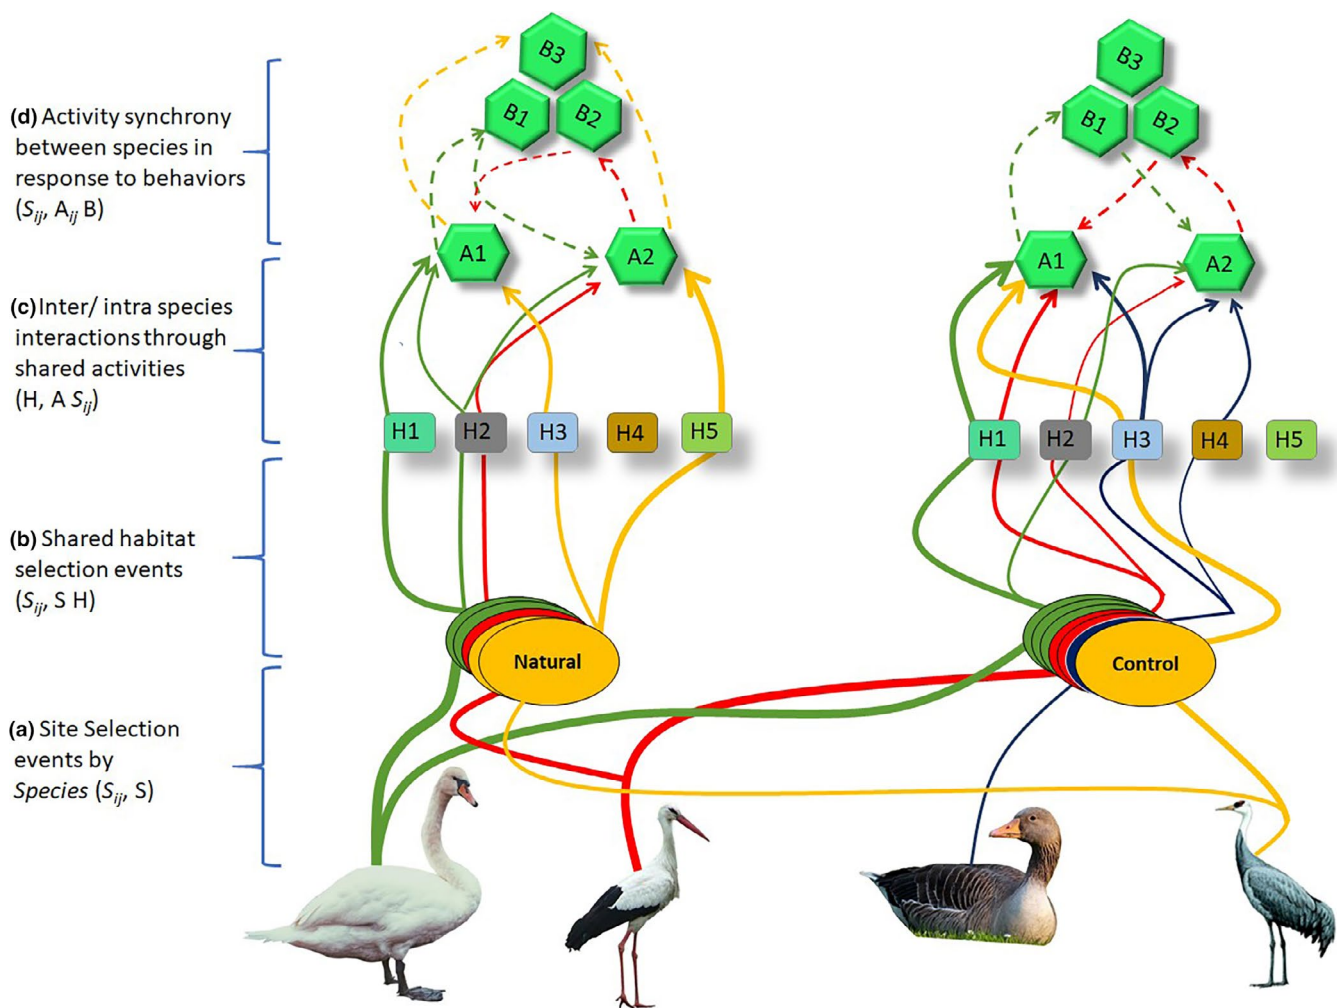 B3
B3
B1 B2
B1 B2
(d) Activity synchrony
between species in
response to behaviors
(Sij, Aij B)
A1 A2
A1 A2
(c) Inter/ intra species
interactions through
shared activities
(H, A Sij)
H1 H2 H3 H4 H5
H1 H2 H3 H4 H5
(b) Shared habitat
selection events
(Sij, S H)
Natural
Control
(a) Site Selection
events by
Species (Sij, S)